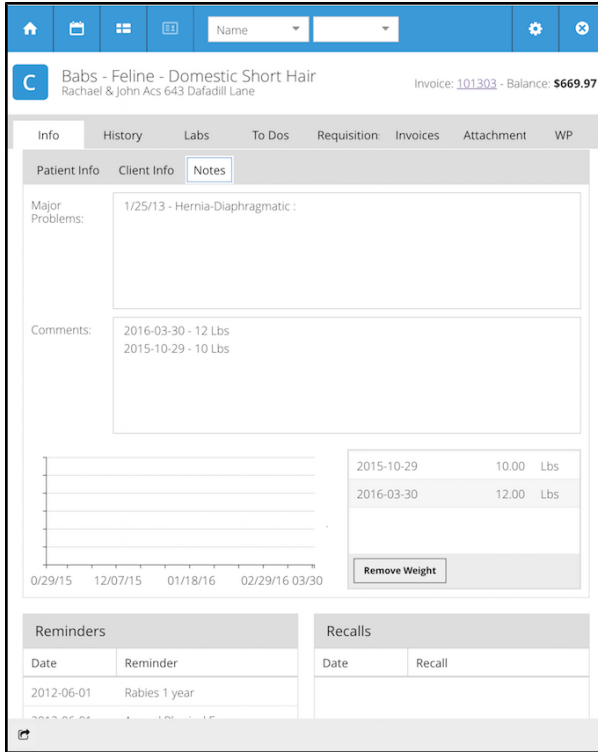 Name
C
Babs - Feline - Domestic Short Hair
Rachael & John Acs 643 Dafadill Lane
Invoice: 101303 - Balance: $669.97
Info History Labs To Dos Requisition Invoices Attachment WP
Patient Info Client Info Notes
Major
Problems:
1/25/13 - Hernia-Diaphragmatic :
Comments:
2016-03-30 - 12 Lbs
2015-10-29 - 10 Lbs
0/29/15 12/07/15 01/18/16 02/29/16 03/30
2015-10-29 10.00 Lbs
2016-03-30 12.00 Lbs
Remove Weight
Reminders
Date Reminder
2012-06-01 Rabies 1 year
Recalls
Date Recall